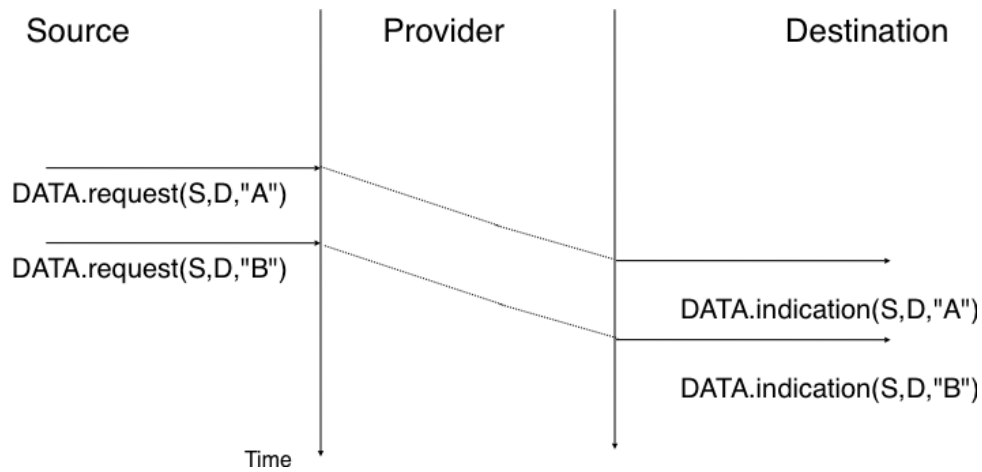 Source
Provider
Destination
DATA.request(S,D,"A")
DATA.request(S,D,"B")
DATA.indication(S,D,"A")
DATA.indication(S,D,"B")
Time